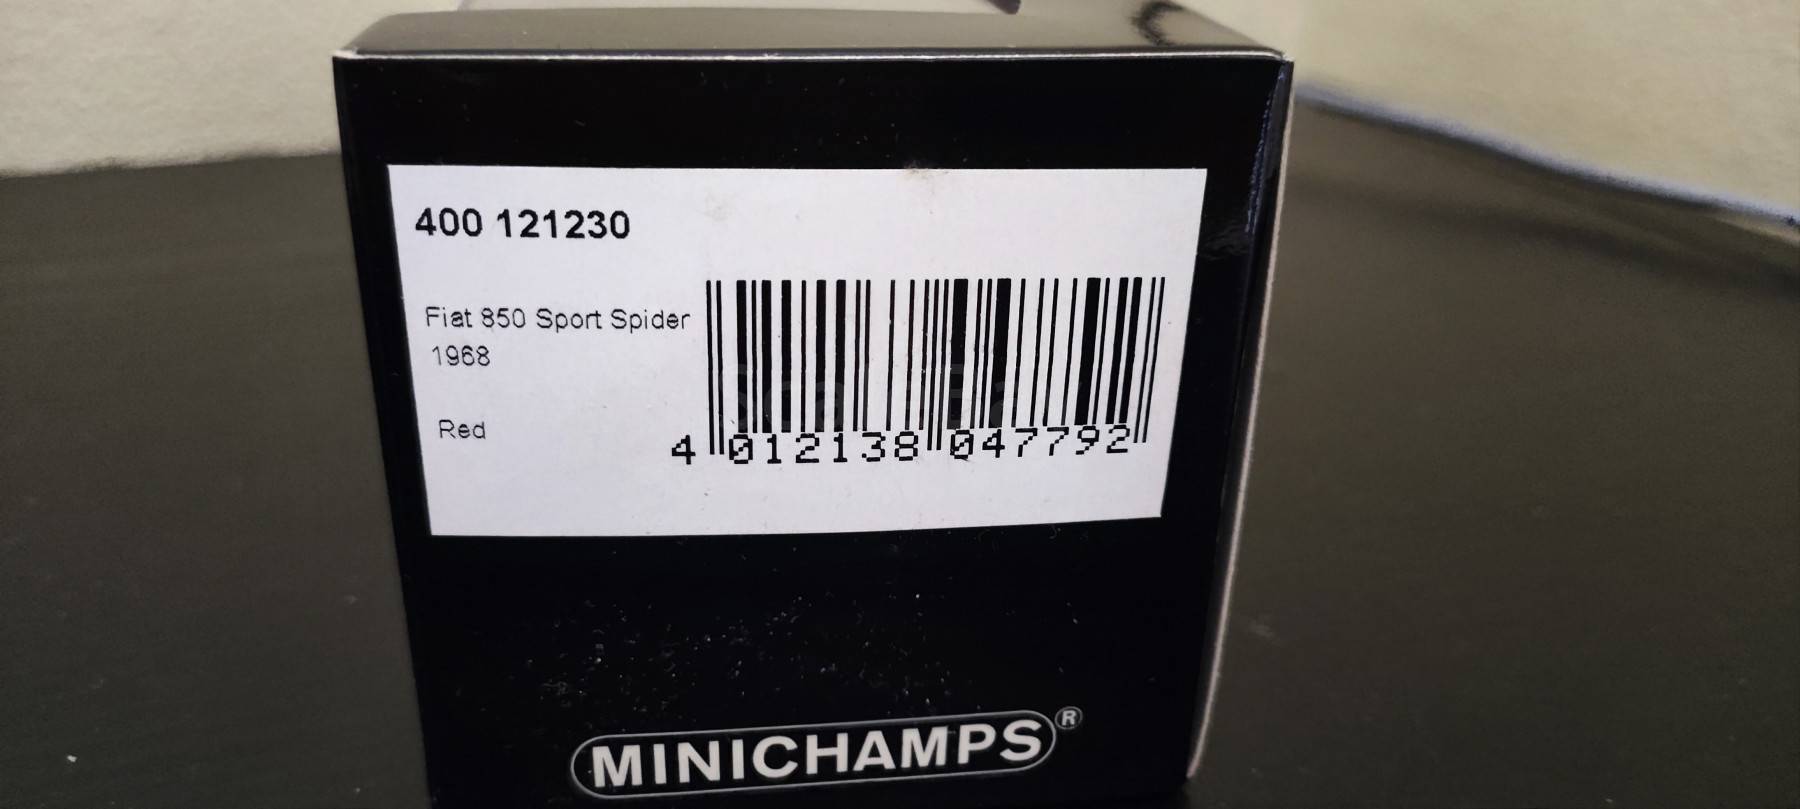 400 121230
Fiat 850 Sport Spider
1968
Red
4 012138 047792
MINICHAMPS®